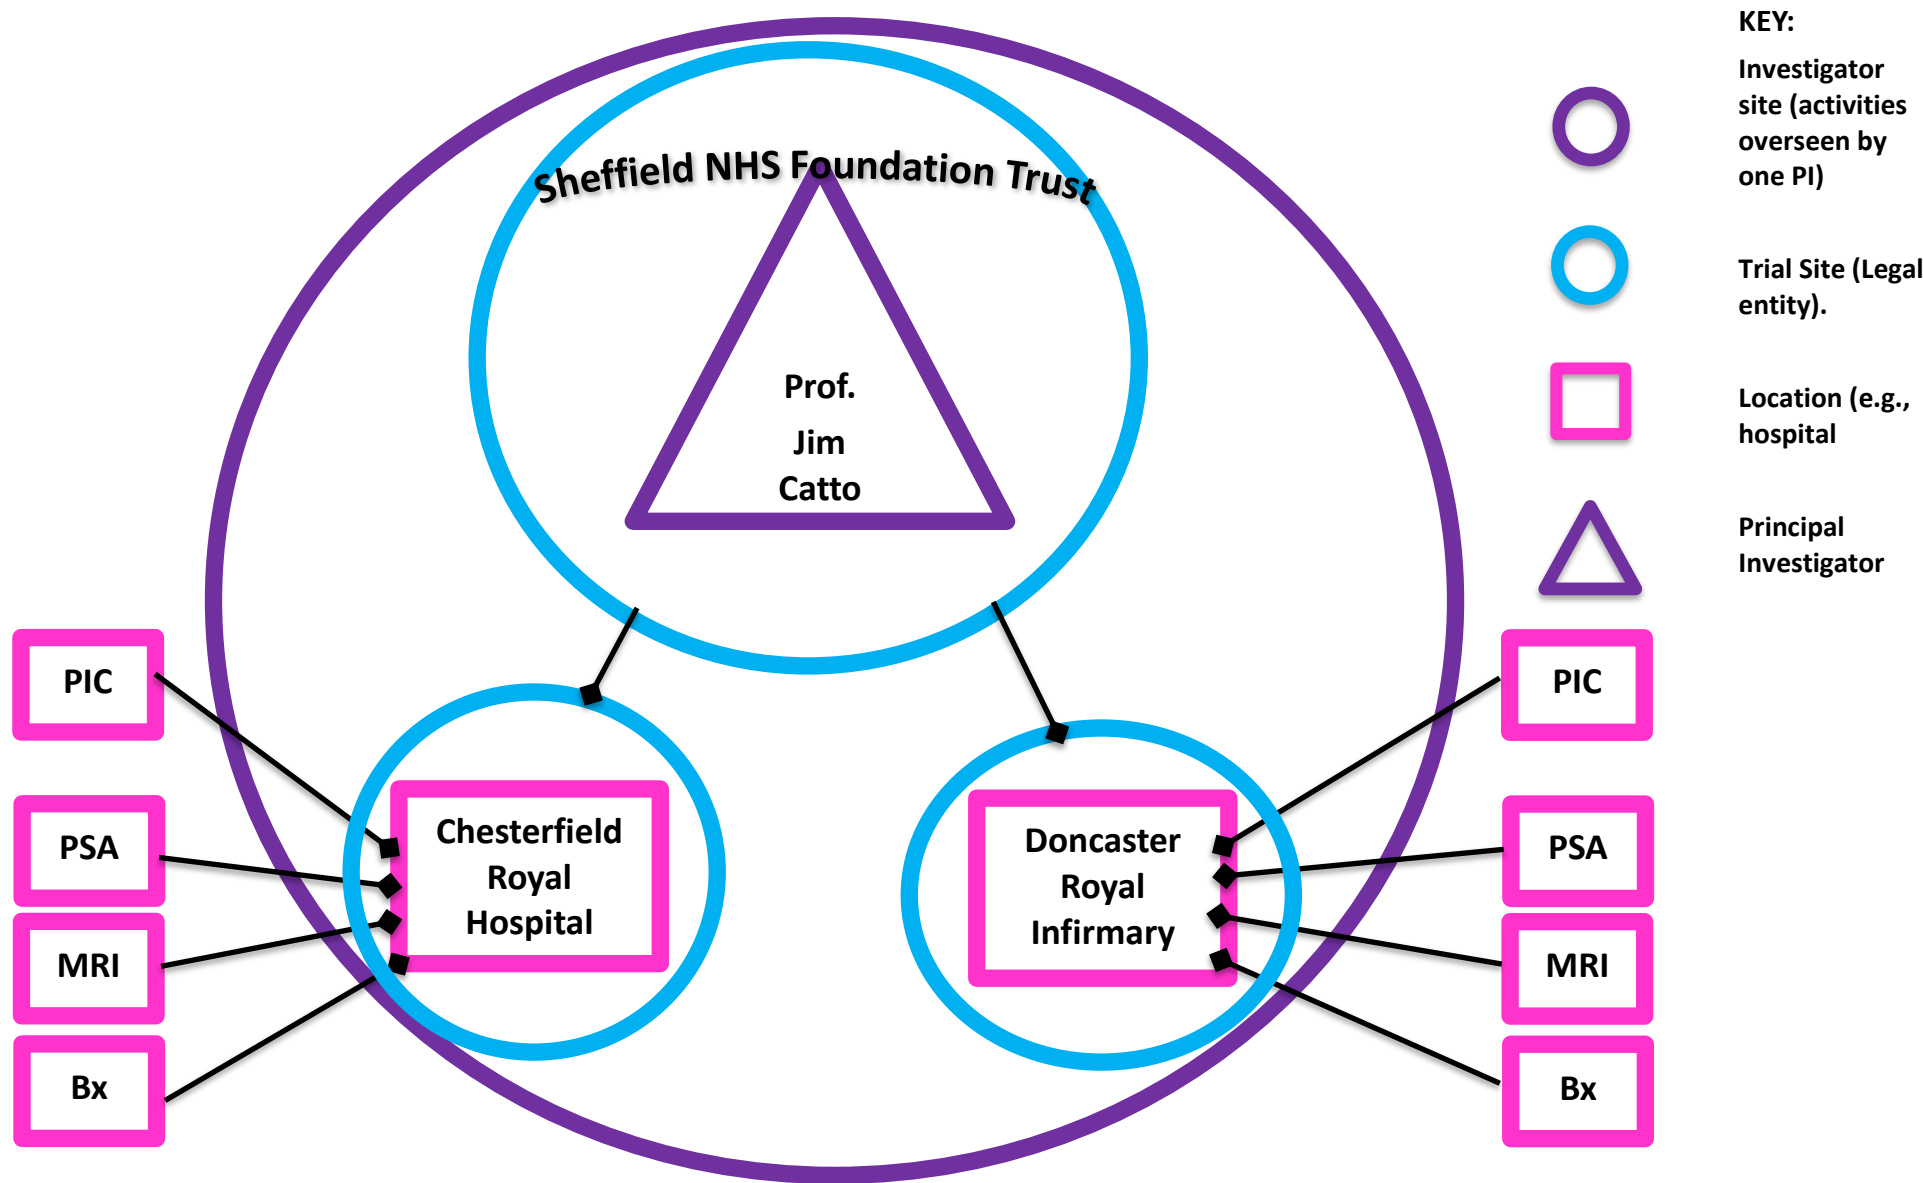 Sheffield NHS Foundation Trust
Prof.
Jim
Catto
PIC
PSA
MRI
Bx
Chesterfield
Royal
Hospital
Doncaster
Royal
Infirmary
PIC
PSA
MRI
Bx
KEY:
Investigator
site (activities
overseen by
one PI)
Trial Site (Legal
entity).
Location (e.g.,
hospital
Principal
Investigator